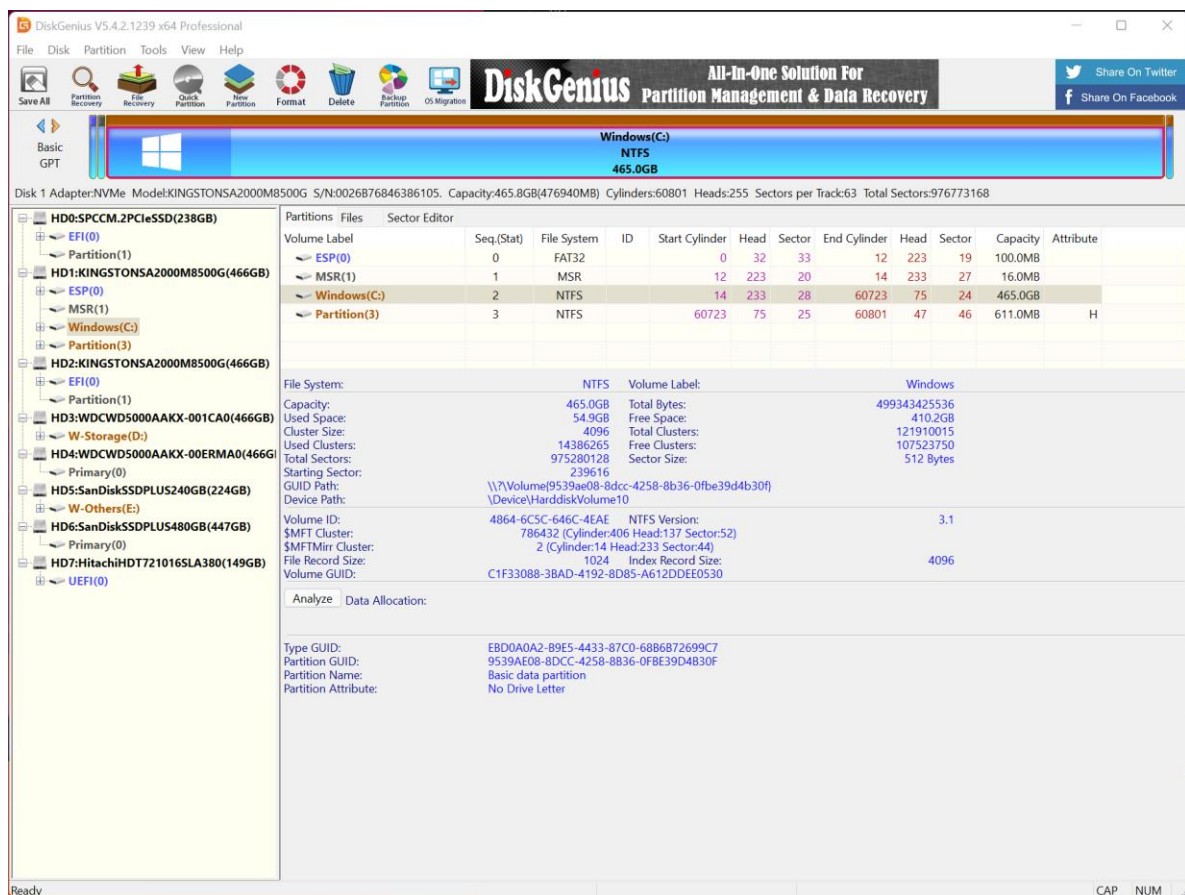 DiskGenius V5.4.2.1239 x64 Professional
File Disk Partition Tools View Help
Save All Partition Recovery File Recovery Quick Partition New Partition Format Delete Backup Partition OS Migration
DiskGenius All-In-One Solution For Partition Management & Data Recovery
Share On Twitter
Share On Facebook
Basic
GPT
Windows(C:)
NTFS
465.0GB
Disk 1 Adapter:NVMe Model:KINGSTONSA2000M8500G S/N:0026B76846386105. Capacity:465.8GB(476940MB) Cylinders:60801 Heads:255 Sectors per Track:63 Total Sectors:976773168
HD0:SPCCM.2PCIeSSD(238GB)
EFI(0)
Partition(1)
HD1:KINGSTONSA2000M8500G(466GB)
ESP(0)
MSR(1)
Windows(C:)
Partition(3)
HD2:KINGSTONSA2000M8500G(466GB)
EFI(0)
Partition(1)
HD3:WDCWD5000AAKX-001CA0(466GB)
W-Storage(D:)
HD4:WDCWD5000AAKX-00ERMA0(466G
Primary(0)
HD5:SanDiskSSDPLUS240GB(224GB)
W-Others(E:)
HD6:SanDiskSSDPLUS480GB(447GB)
Primary(0)
HD7:HitachiHDT721016SLA380(149GB)
UEFI(0)
Partitions Files Sector Editor
Volume Label Seq.(Stat) File System ID Start Cylinder Head Sector End Cylinder Head Sector Capacity Attribute
ESP(0) 0 FAT32 0 32 33 12 223 19 100.0MB
MSR(1) 1 MSR 12 223 20 14 233 27 16.0MB
Windows(C:) 2 NTFS 14 233 28 60723 75 24 465.0GB
Partition(3) 3 NTFS 60723 75 25 60801 47 46 611.0MB H
File System: NTFS Volume Label: Windows
Capacity: 465.0GB Total Bytes: 499343425536
Used Space: 54.9GB Free Space: 410.2GB
Cluster Size: 4096 Total Clusters: 121910015
Used Clusters: 14386265 Free Clusters: 107523750
Total Sectors: 975280128 Sector Size: 512 Bytes
Starting Sector: 239616
GUID Path: \\?\Volume{9539ae08-8dcc-4258-8b36-0fbe39d4b30f}
Device Path: \Device\HarddiskVolume10
Volume ID: 4864-6C5C-646C-4EAE NTFS Version: 3.1
$MFT Cluster: 786432 (Cylinder:406 Head:137 Sector:52)
$MFTMirr Cluster: 2 (Cylinder:14 Head:233 Sector:44)
File Record Size: 1024 Index Record Size: 4096
Volume GUID: C1F33088-3BAD-4192-8D85-A612DDEE0530
Analyze Data Allocation:
Type GUID: EBD0A0A2-B9E5-4433-87C0-68B6B72699C7
Partition GUID: 9539AE08-8DCC-4258-8B36-0FBE39D4B30F
Partition Name: Basic data partition
Partition Attribute: No Drive Letter
Ready CAP NUM